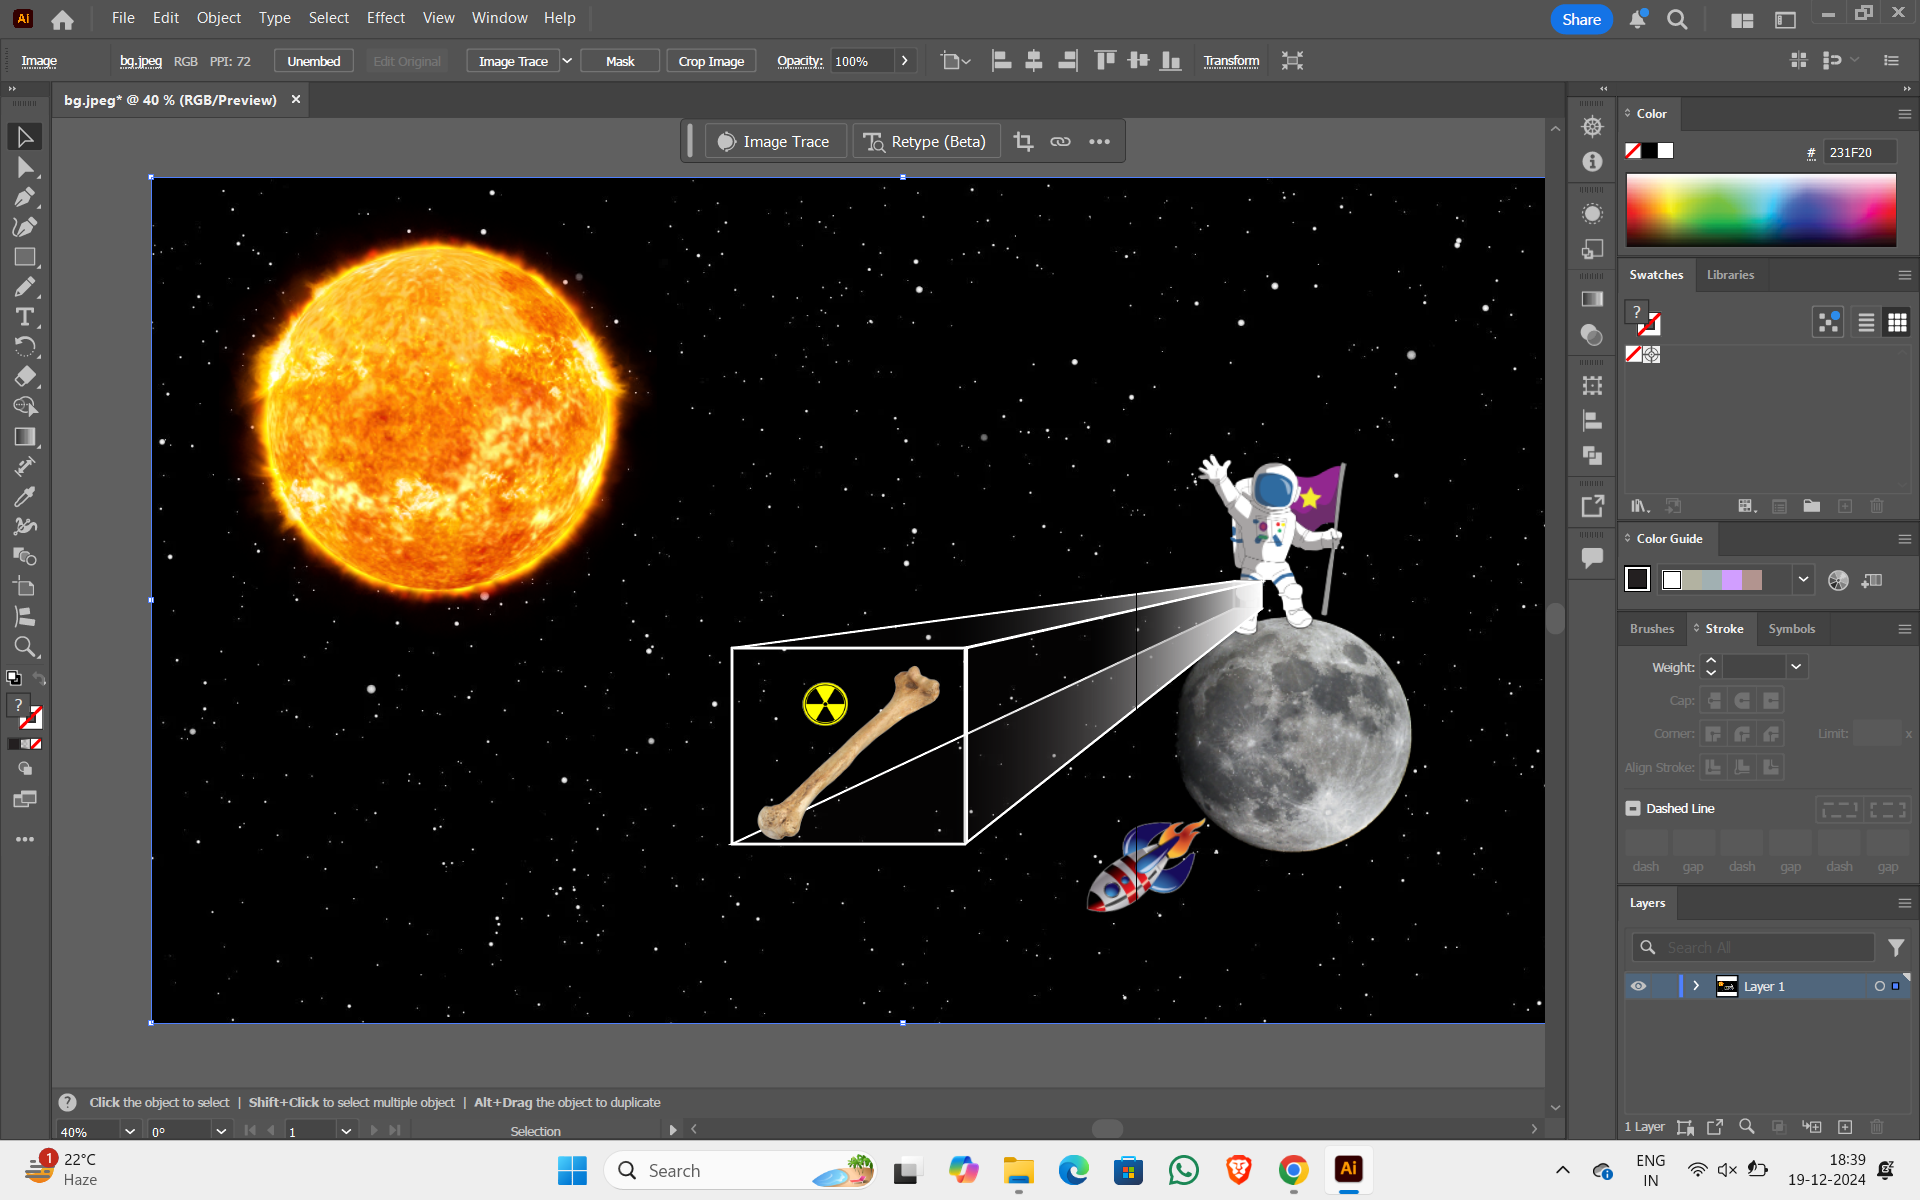 Ai File Edit Object Type Select Effect View Window Help Share
Image bg.jpeg RGB PPI: 72 Unembed Edit Original Image Trace Mask Crop Image Opacity: 100% Transform
bg.jpeg* @ 40 % (RGB/Preview)
Image Trace Retype (Beta)
Color
# 231F20
Swatches Libraries
?
Color Guide
Brushes Stroke Symbols
Weight:
Cap:
Corner: Limit: x
Align Stroke:
Dashed Line
dash gap dash gap dash gap
Layers
Search All
Layer 1
1 Layer
?
? Click the object to select | Shift+Click to select multiple object | Alt+Drag the object to duplicate
40% 0° 1 Selection
1 22°C
Haze
Search
Ai
ENG
IN
18:39
19-12-2024